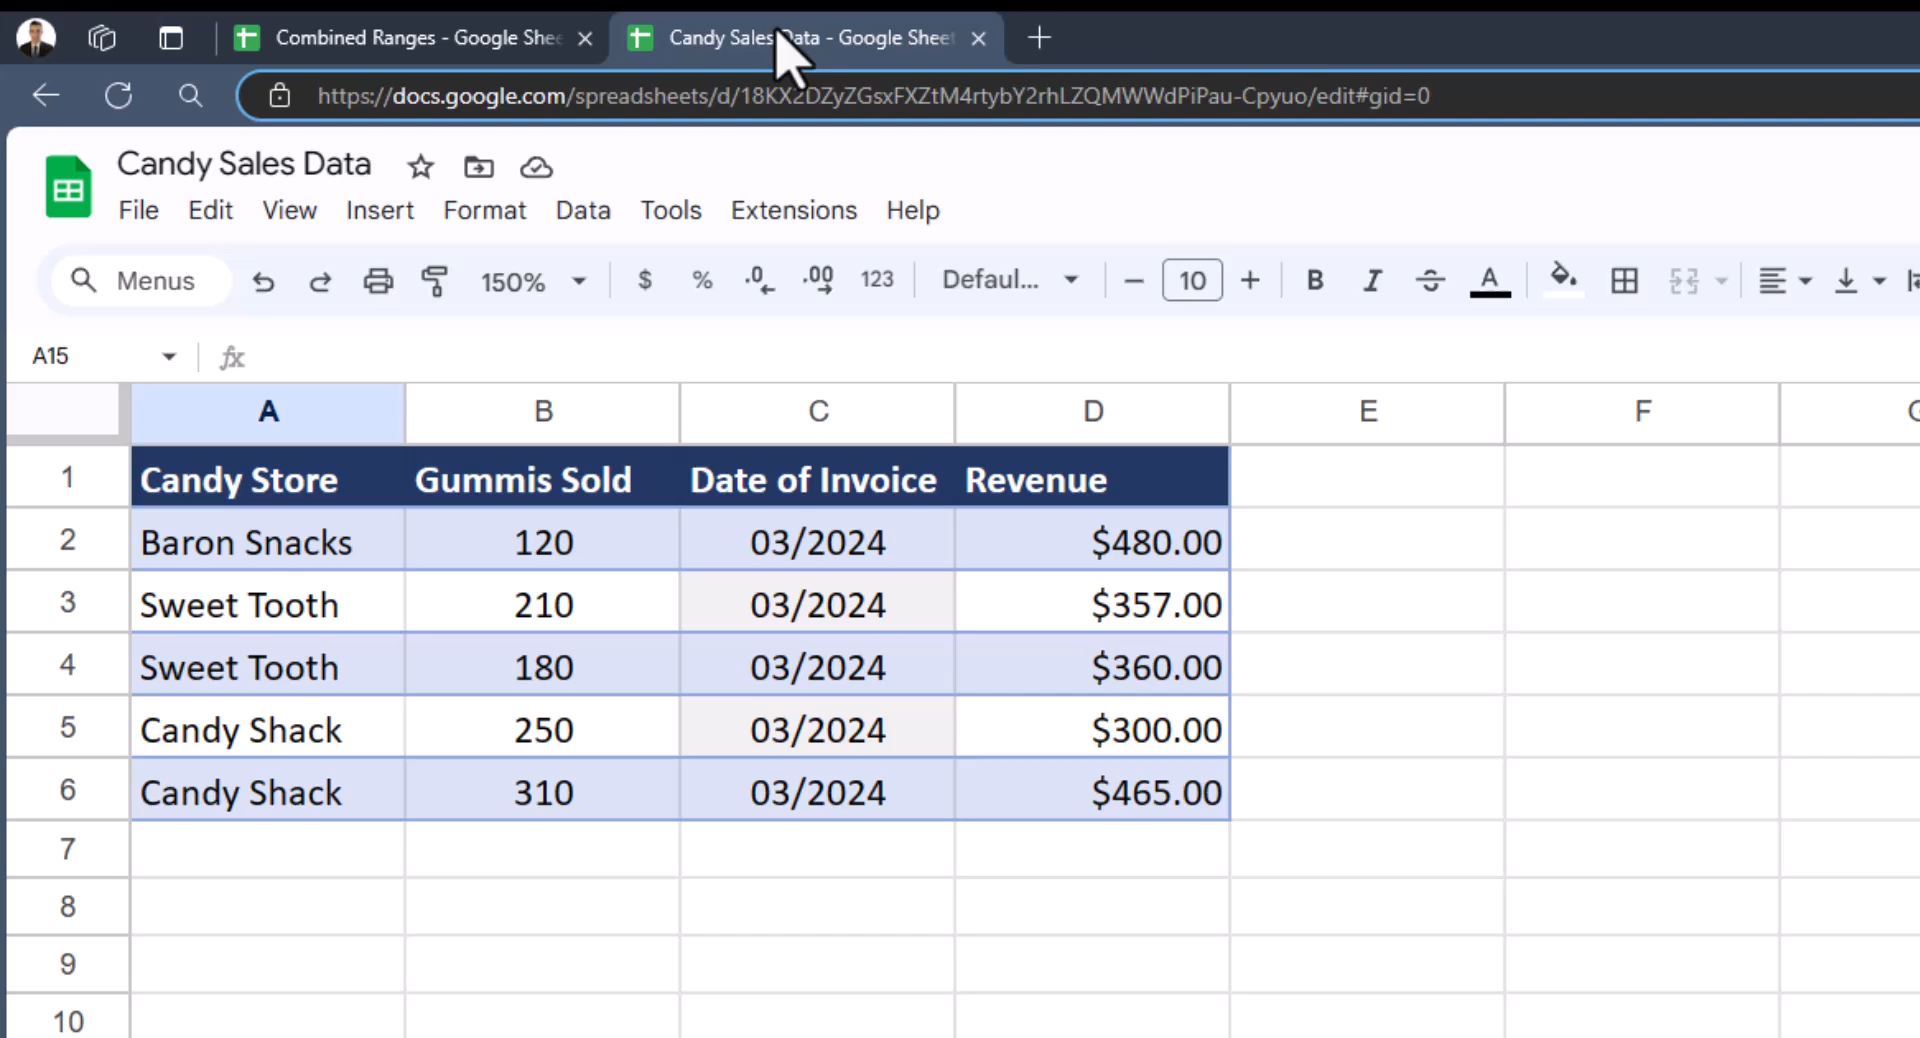 Combined Ranges - Google Shee
Candy Sales Data - Google Sheet
https://docs.google.com/spreadsheets/d/18KX2DZyZGsxFXZtM4rtybY2rhLZQMWWdPiPau-Cpyuo/edit#gid=0
Candy Sales Data
File Edit View Insert Format Data Tools Extensions Help
Menus 150% $ % .0 .00 123 Defaul... 10 B I A
A15 fx
A B C D E F
1 Candy Store Gummis Sold Date of Invoice Revenue
2 Baron Snacks 120 03/2024 $480.00
3 Sweet Tooth 210 03/2024 $357.00
4 Sweet Tooth 180 03/2024 $360.00
5 Candy Shack 250 03/2024 $300.00
6 Candy Shack 310 03/2024 $465.00
7
8
9
10